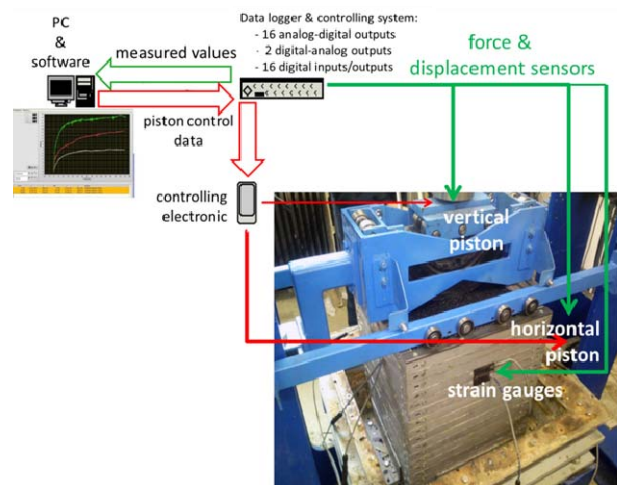 PC
&
software
measured values
piston control
data
Data logger & controlling system:
- 16 analog-digital outputs
- 2 digital-analog outputs
- 16 digital inputs/outputs
force &
displacement sensors
controlling
electronic
vertical
piston
horizontal
piston
strain gauges